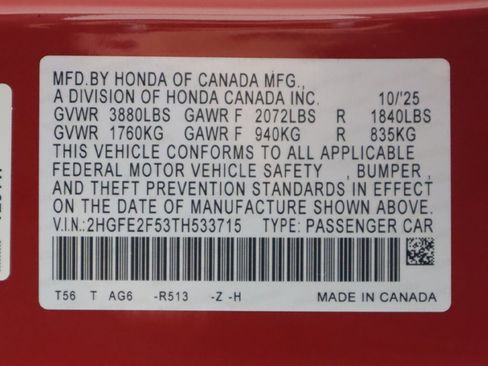 MFD.BY HONDA OF CANADA MFG.,
A DIVISION OF HONDA CANADA INC. 10/'25
GVWR 3880LBS GAWR F 2072LBS R 1840LBS
GVWR 1760KG GAWR F 940KG R 835KG
THIS VEHICLE CONFORMS TO ALL APPLICABLE
FEDERAL MOTOR VEHICLE SAFETY , BUMPER ,
AND THEFT PREVENTION STANDARDS IN EFFECT
ON THE DATE OF MANUFACTURE SHOWN ABOVE.
V.I.N.:2HGFE2F53TH533715 TYPE: PASSENGER CAR
T56 T AG6 -R513 -Z -H MADE IN CANADA